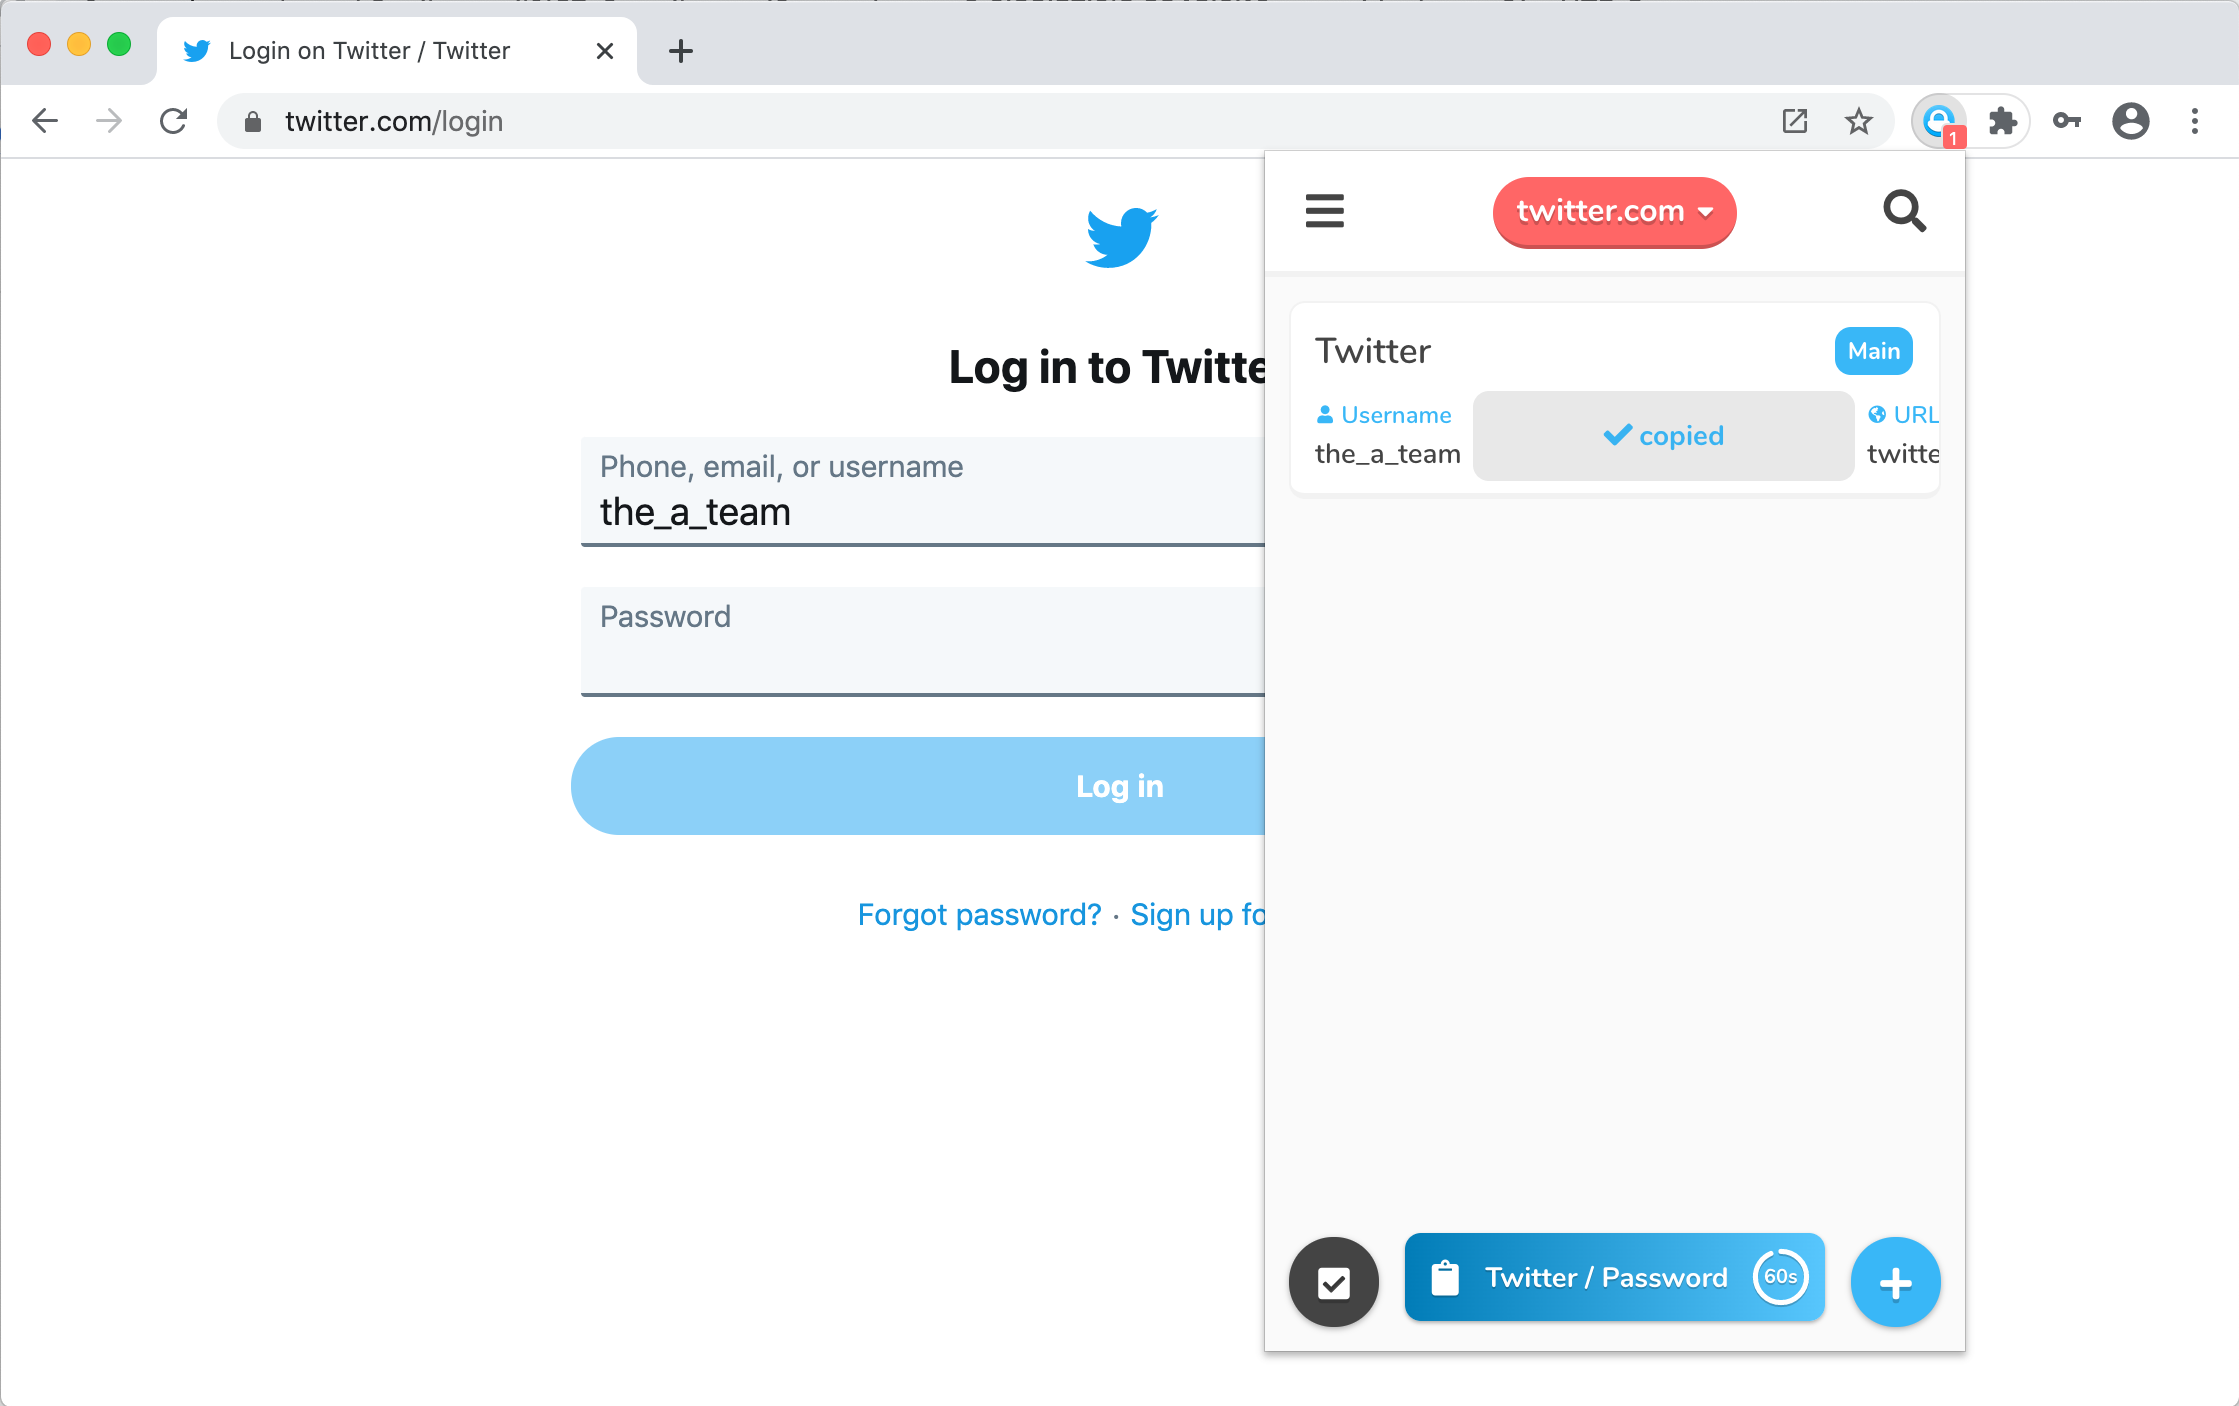 Login on Twitter / Twitter
twitter.com/login
1
twitter.com
Log in to Twitte
Phone, email, or username
the_a_team
Password
Log in
Forgot password? · Sign up fo
Twitter
Main
Username
the_a_team
copied
URL
twitte
Twitter / Password
60s